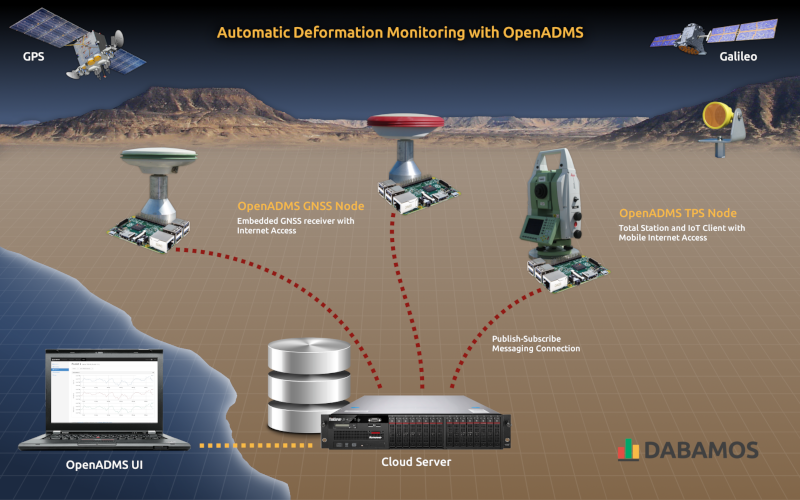 Automatic Deformation Monitoring with OpenADMS
GPS
Galileo
OpenADMS GNSS Node
Embedded GNSS receiver with
Internet Access
OpenADMS TPS Node
Total Station and IoT Client with
Mobile Internet Access
Publish-Subscribe
Messaging Connection
OpenADMS UI
Cloud Server
DABAMOS